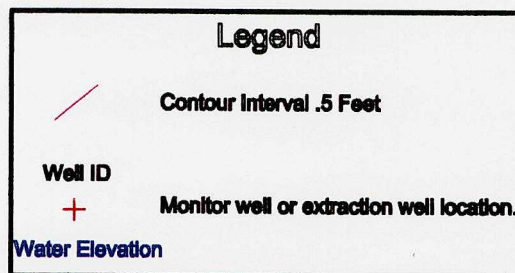 Legend
Contour Interval .5 Feet
Well ID
Monitor well or extraction well location.
Water Elevation